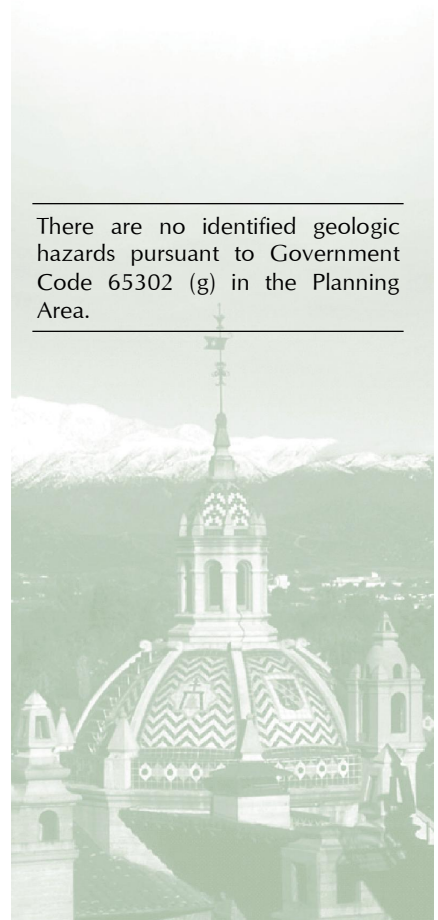 There are no identified geologic
hazards pursuant to Government
Code 65302 (g) in the Planning
Area.